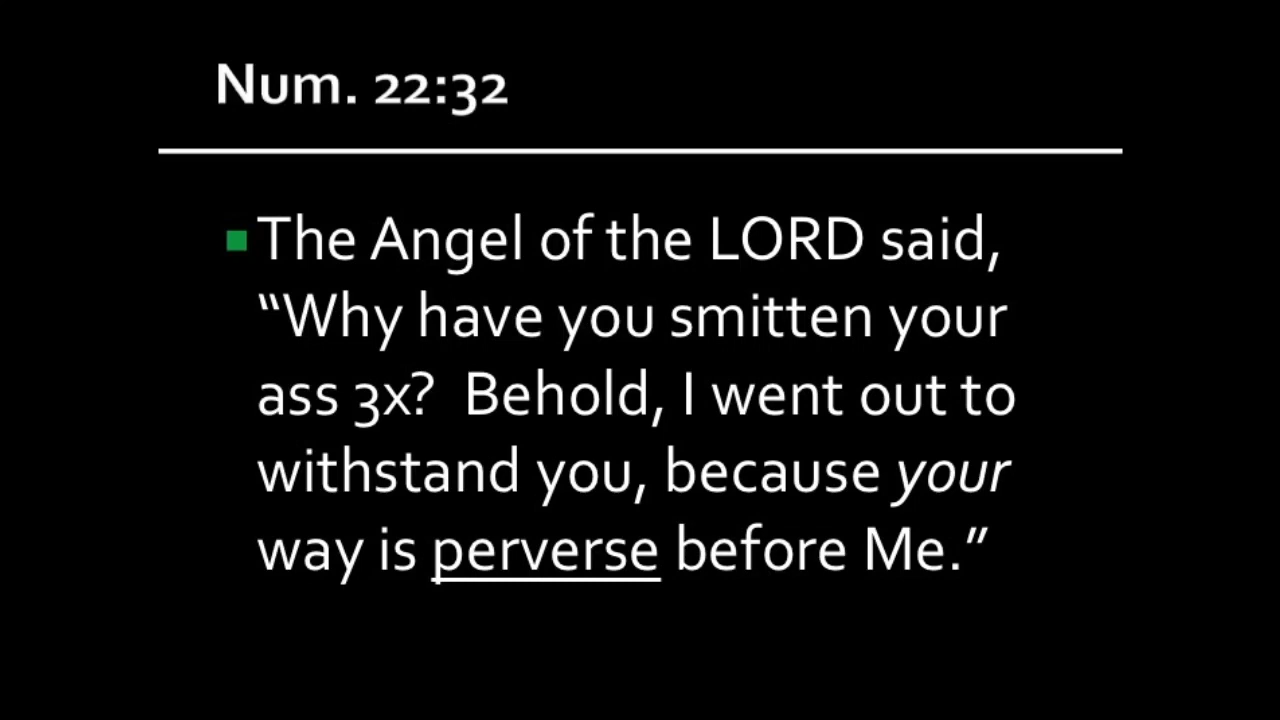 Num. 22:32
The Angel of the LORD said,
“Why have you smitten your
ass 3x?  Behold, I went out to
withstand you, because your
way is perverse before Me.”